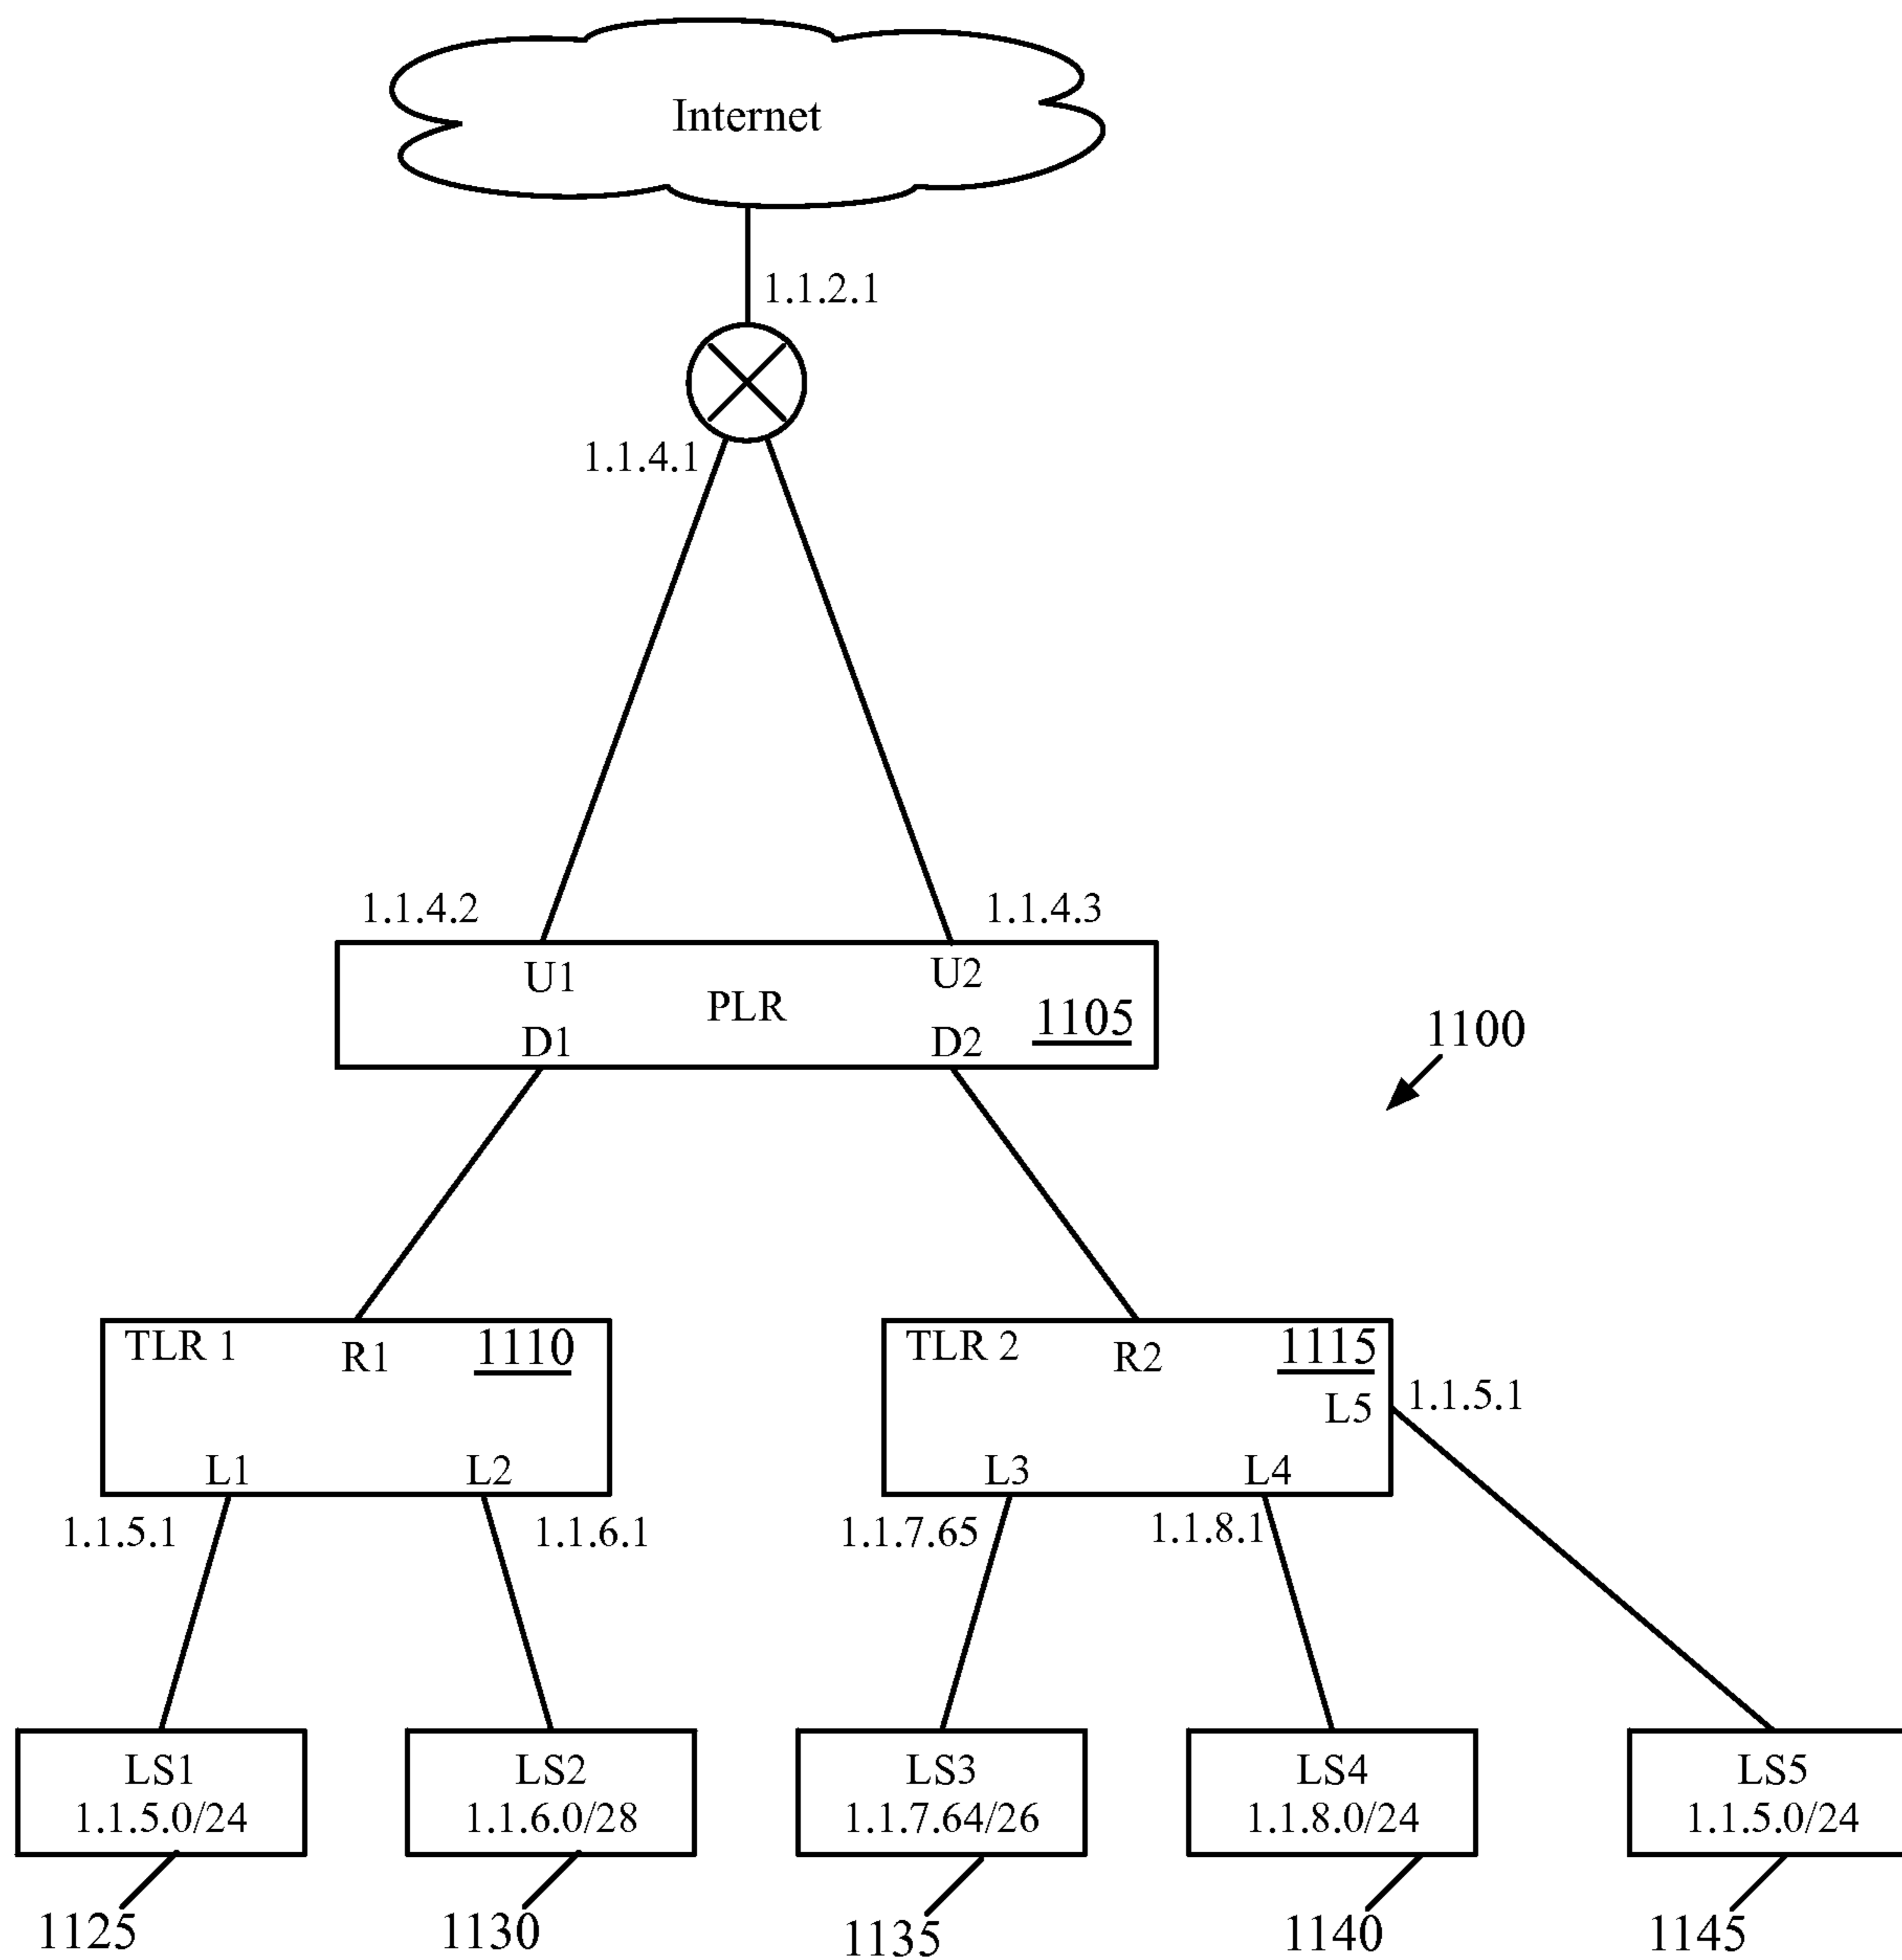 Internet
1.1.2.1
1.1.4.1
1.1.4.2
1.1.4.3
U1
U2
PLR
1105
D1
D2
1100
TLR 1
R1
1110
L1
L2
TLR 2
R2
1115
L5
1.1.5.1
L3
L4
1.1.5.1
1.1.6.1
1.1.7.65
1.1.8.1
LS1
1.1.5.0/24
LS2
1.1.6.0/28
LS3
1.1.7.64/26
LS4
1.1.8.0/24
LS5
1.1.5.0/24
1125
1130
1135
1140
1145